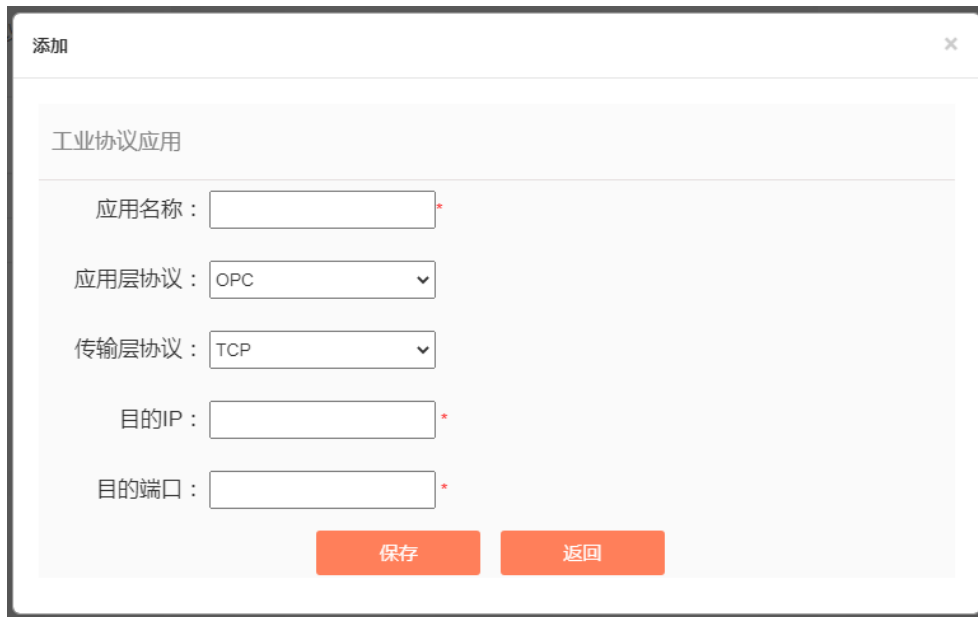 添加 ×
工业协议应用
应用名称： *
应用层协议： OPC
传输层协议： TCP
目的IP： *
目的端口： *
保存 返回